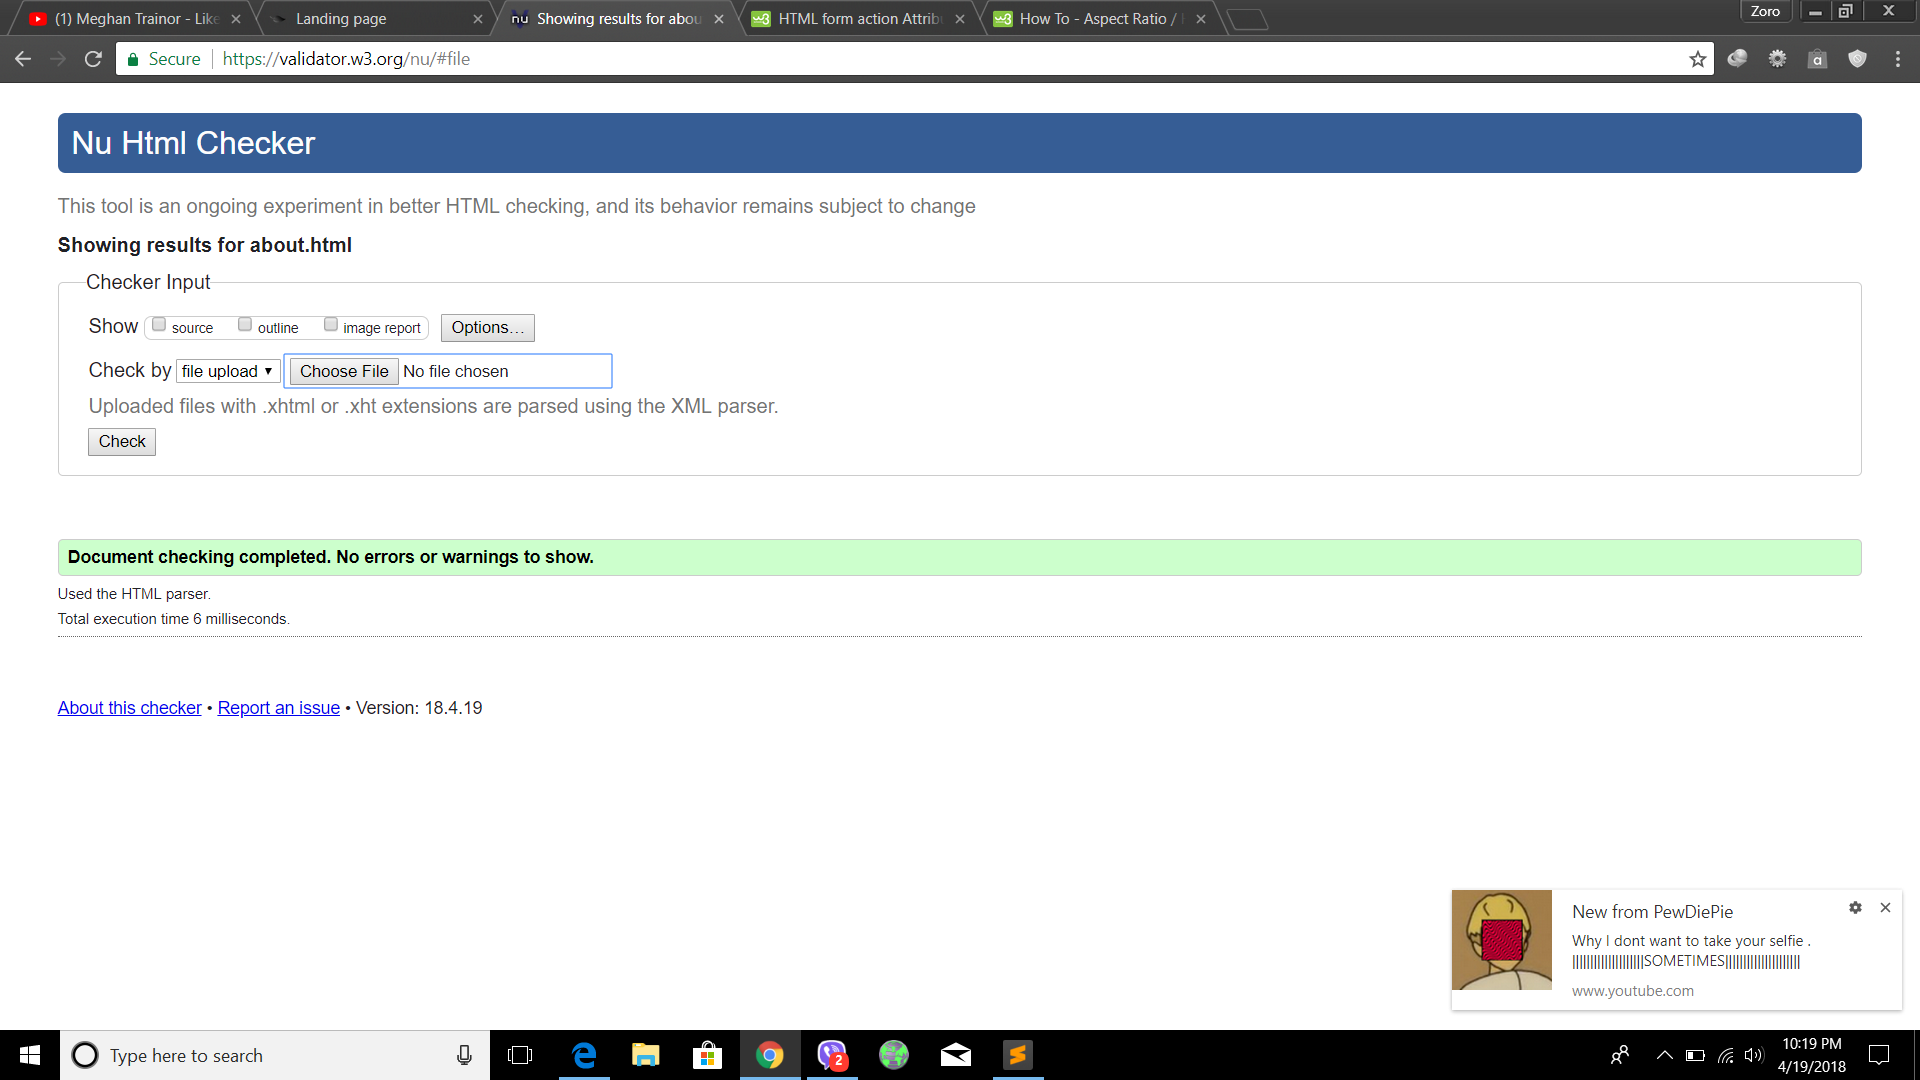 (1) Meghan Trainor - Like
Landing page
nu Showing results for abou
w3 HTML form action Attrib
w3 How To - Aspect Ratio /
Zoro
Secure
https://validator.w3.org/nu/#file
a
Nu Html Checker
This tool is an ongoing experiment in better HTML checking, and its behavior remains subject to change
Showing results for about.html
Checker Input
Show source outline image report Options...
Check by file upload Choose File No file chosen
Uploaded files with .xhtml or .xht extensions are parsed using the XML parser.
Check
Document checking completed. No errors or warnings to show.
Used the HTML parser.
Total execution time 6 milliseconds.
About this checker • Report an issue • Version: 18.4.19
New from PewDiePie
Why I dont want to take your selfie .
||||||||||||||||||||SOMETIMES|||||||||||||||||||||
www.youtube.com
Type here to search
2
10:19 PM
4/19/2018